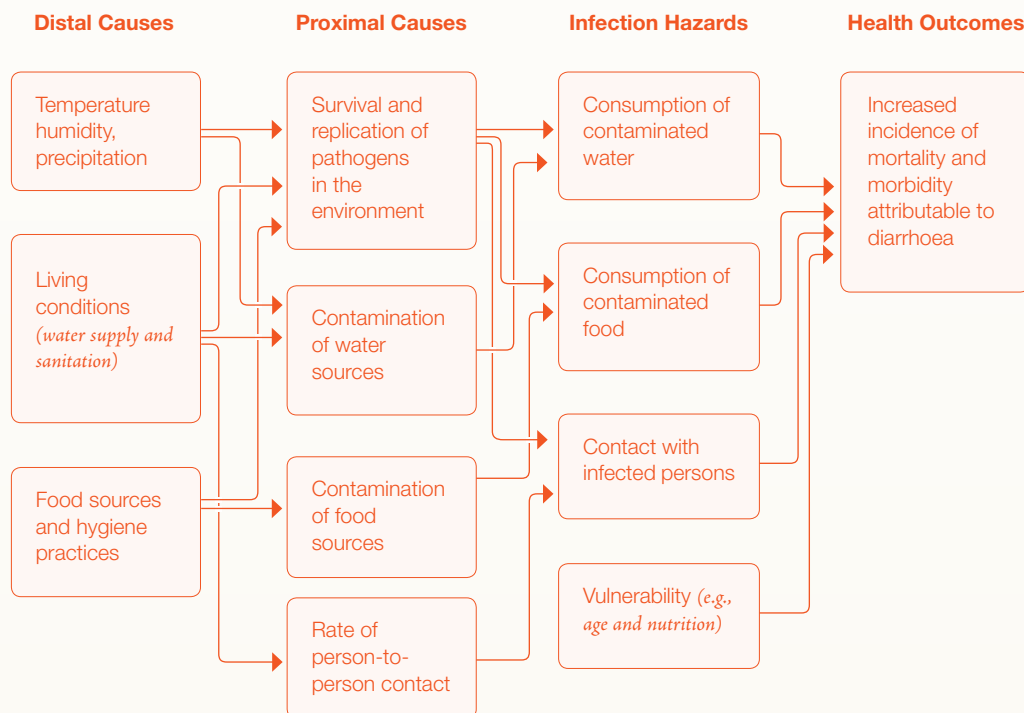 Distal Causes
Proximal Causes
Infection Hazards
Health Outcomes
Temperature
humidity,
precipitation
Living
conditions
(water supply and
sanitation)
Food sources
and hygiene
practices
Survival and
replication of
pathogens
in the
environment
Contamination
of water
sources
Contamination
of food
sources
Rate of
person-to-
person contact
Consumption of
contaminated
water
Consumption of
contaminated
food
Contact with
infected persons
Vulnerability (e.g.,
age and nutrition)
Increased
incidence of
mortality and
morbidity
attributable to
diarrhoea